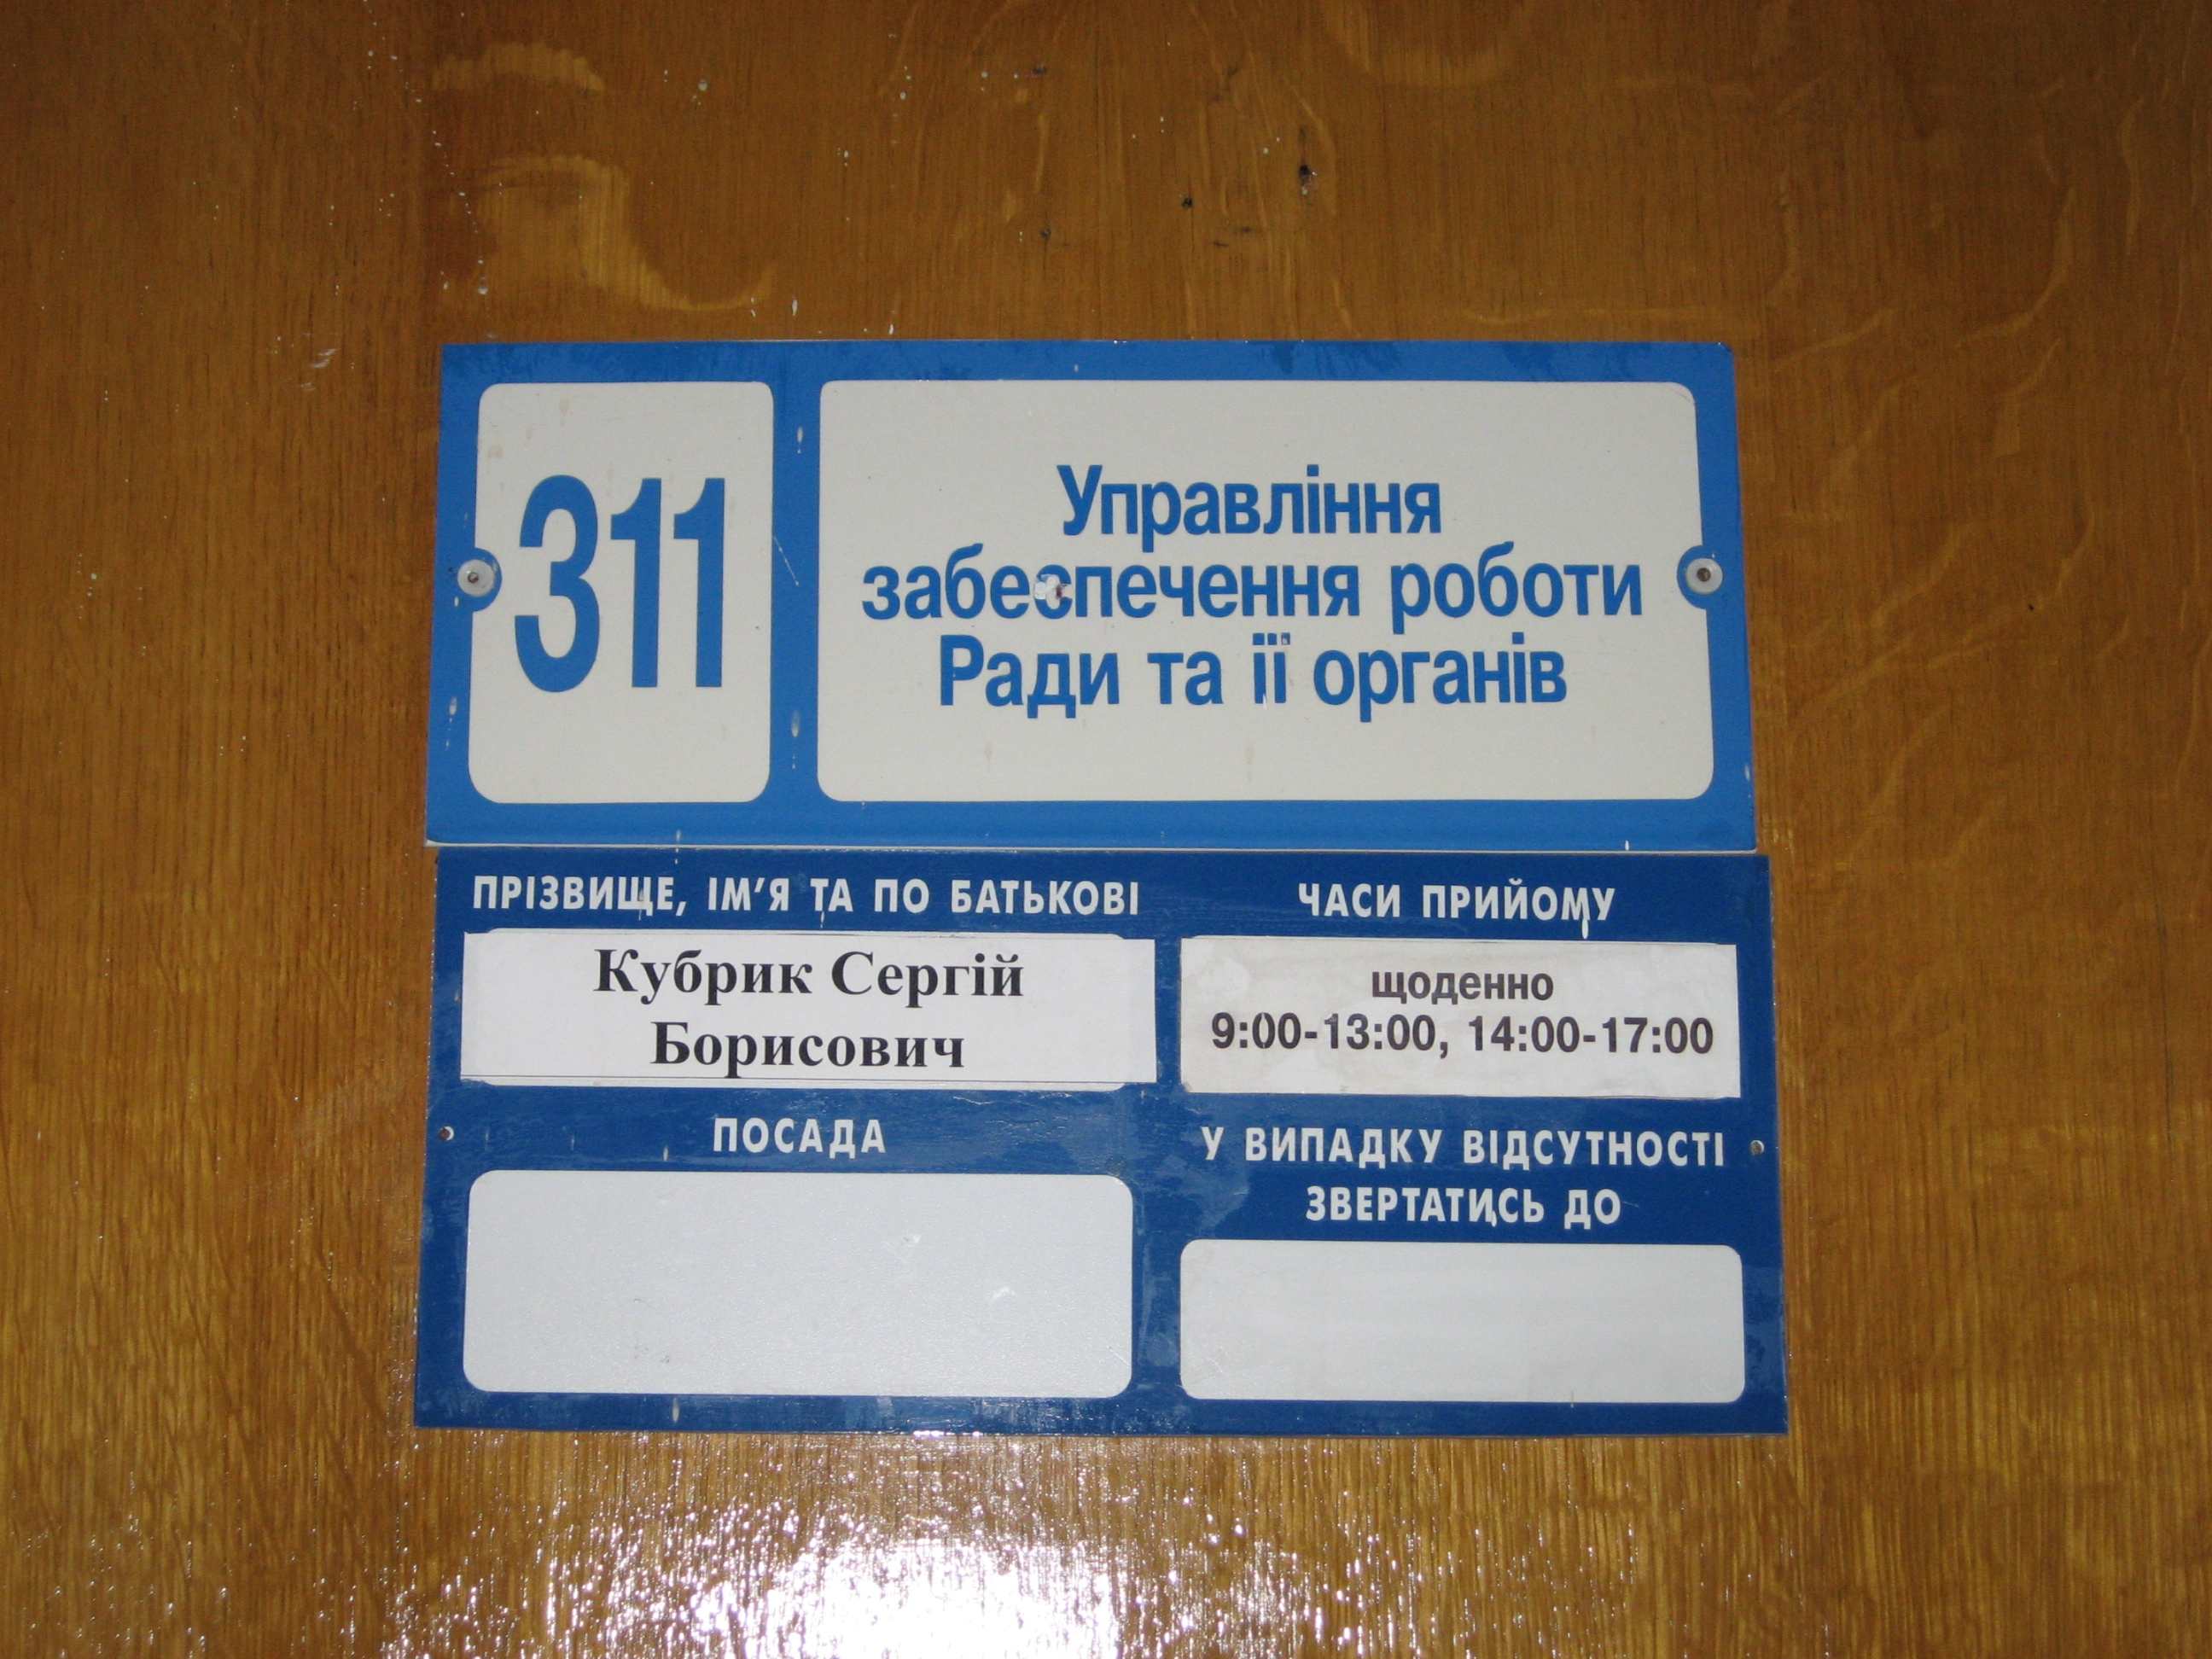 311
Управління
забезпечення роботи
Ради та її органів
ПРІЗВИЩЕ, ІМ'Я ТА ПО БАТЬКОВІ
Кубрик Сергій
Борисович
ЧАСИ ПРИЙОМУ
щоденно
9:00-13:00, 14:00-17:00
ПОСАДА
У ВИПАДКУ ВІДСУТНОСТІ
ЗВЕРТАТИСЬ ДО